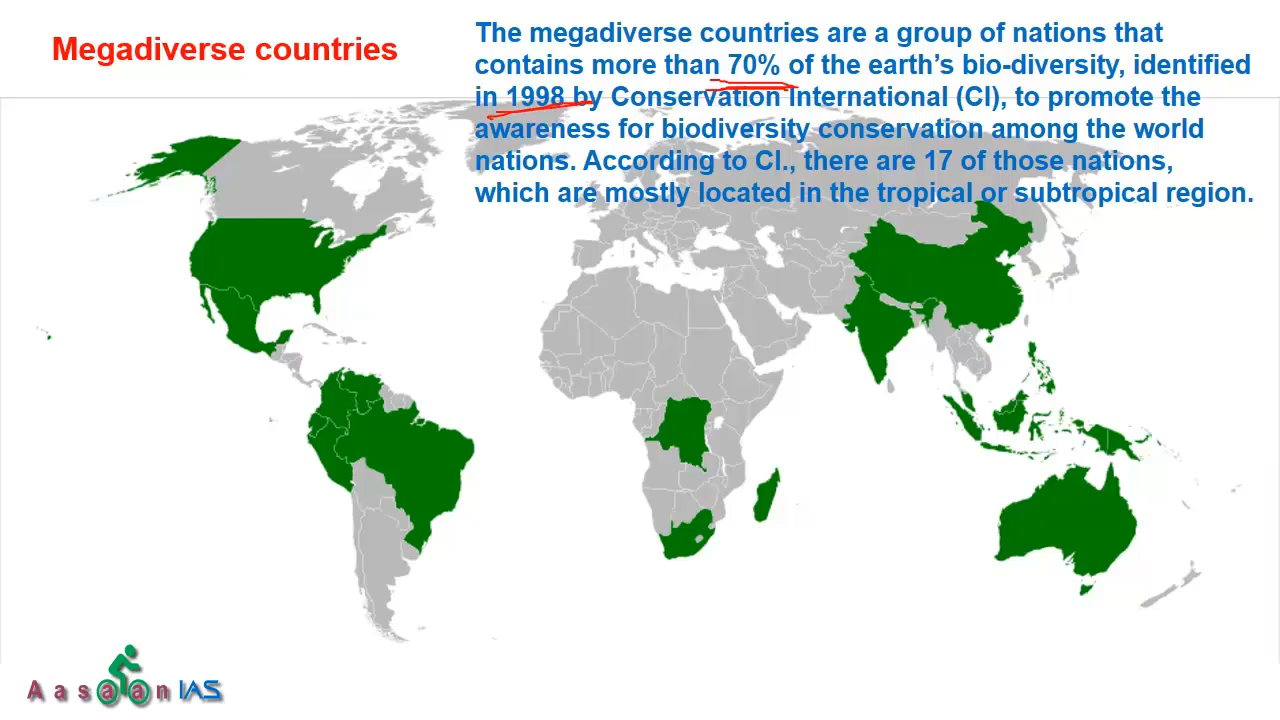 Megadiverse countries
The megadiverse countries are a group of nations that
contains more than 70% of the earth's bio-diversity, identified
in 1998 by Conservation International (CI), to promote the
awareness for biodiversity conservation among the world
nations. According to CI., there are 17 of those nations,
which are mostly located in the tropical or subtropical region.
Aasaan IAS